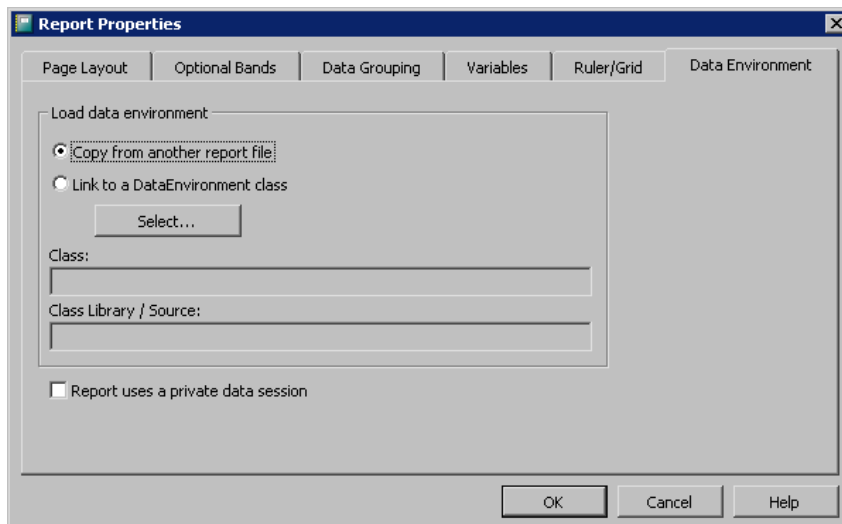 Report Properties
Page Layout
Optional Bands
Data Grouping
Variables
Ruler/Grid
Data Environment
Load data environment
Copy from another report file
Link to a DataEnvironment class
Select...
Class:
Class Library / Source:
Report uses a private data session
OK
Cancel
Help